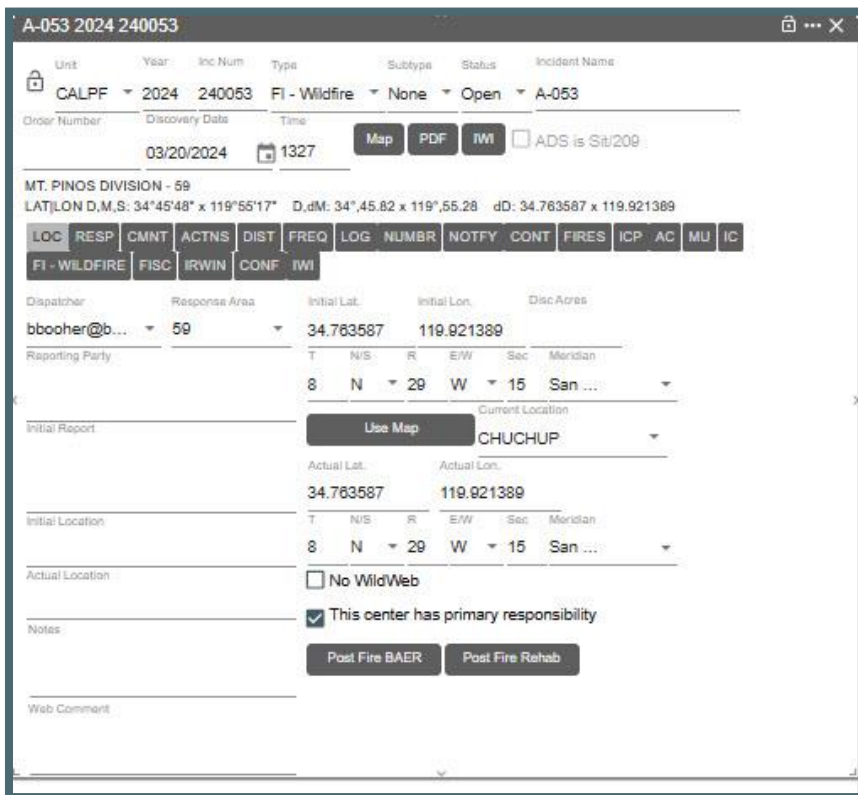 A-053 2024 240053
Unit Year Inc Num Type Subtype Status Incident Name
CALPF 2024 240053 FI - Wildfire None Open A-053
Order Number Discovery Date Time
03/20/2024 1327 Map PDF IWI ADS is Sit/209
MT. PINOS DIVISION - 59
LAT|LON D,M,S: 34°45'48" x 119°55'17" D,dM: 34°,45.82 x 119°,55.28 dD: 34.763587 x 119.921389
LOC RESP CMNT ACTNS DIST FREQ LOG NUMBR NOTFY CONT FIRES ICP AC MU IC
FI - WILDFIRE FISC IRWIN CONF IWI
Dispatcher Response Area Initial Lat. Initial Lon. Disc Acres
bbooher@b... 59 34.763587 119.921389
Reporting Party T N/S R E/W Sec Meridian
8 N 29 W 15 San ...
Initial Report Use Map Current Location
CHUCHUP
Actual Lat. Actual Lon.
34.763587 119.921389
Initial Location T N/S R E/W Sec Meridian
8 N 29 W 15 San ...
Actual Location No WildWeb
This center has primary responsibility
Notes
Post Fire BAER Post Fire Rehab
Web Comment